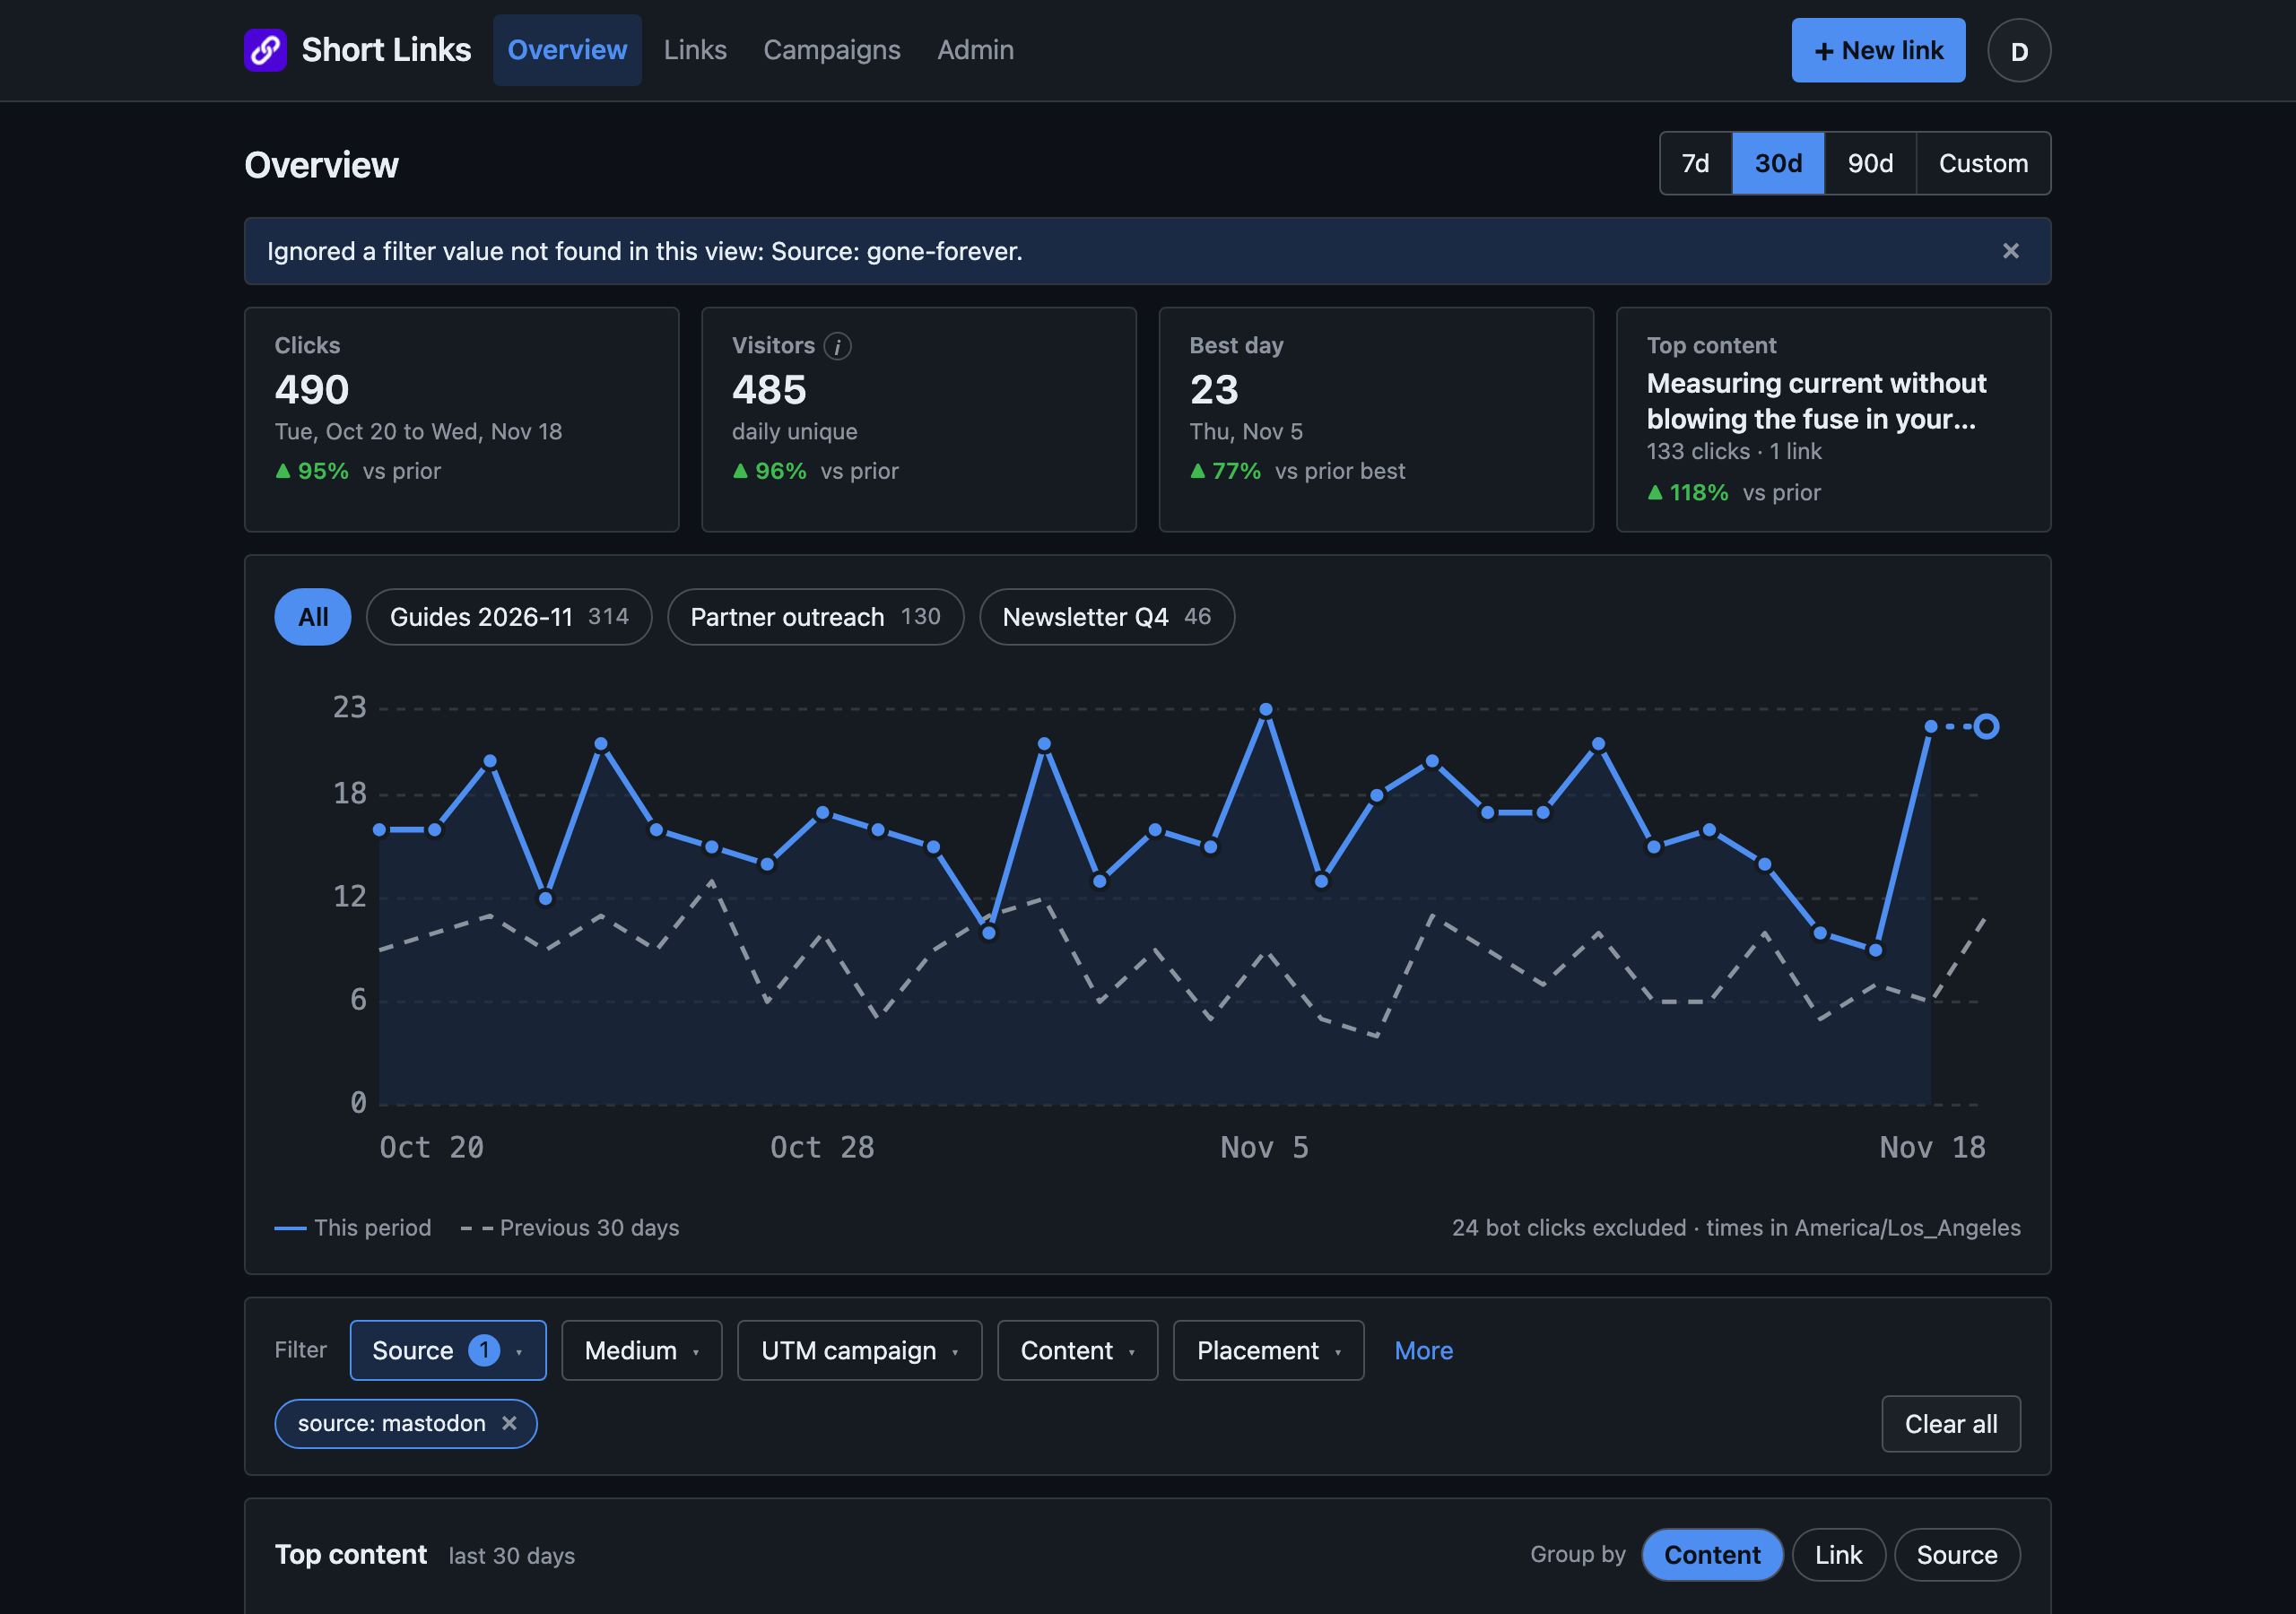 Short Links Overview Links Campaigns Admin + New link D
Overview 7d 30d 90d Custom
Ignored a filter value not found in this view: Source: gone-forever. ×
Clicks
490
Tue, Oct 20 to Wed, Nov 18
▲ 95% vs prior
Visitors i
485
daily unique
▲ 96% vs prior
Best day
23
Thu, Nov 5
▲ 77% vs prior best
Top content
Measuring current without
blowing the fuse in your...
133 clicks · 1 link
▲ 118% vs prior
All Guides 2026-11 314 Partner outreach 130 Newsletter Q4 46
23
18
12
6
0
Oct 20 Oct 28 Nov 5 Nov 18
This period Previous 30 days 24 bot clicks excluded · times in America/Los_Angeles
Filter Source 1 Medium UTM campaign Content Placement More
source: mastodon × Clear all
Top content last 30 days Group by Content Link Source